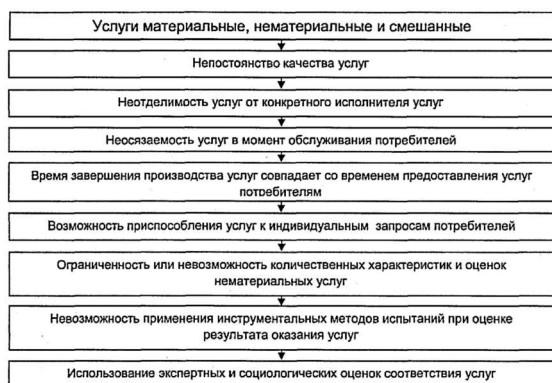 Услуги материальные, нематериальные и смешанные
Непостоянство качества услуг
Неотделимость услуг от конкретного исполнителя услуг
Неосязаемость услуг в момент обслуживания потребителей
Время завершения производства услуг совпадает со временем предоставления услуг
потребителям
Возможность приспособления услуг к индивидуальным запросам потребителей
Ограниченность или невозможность количественных характеристик и оценок
нематериальных услуг
Невозможность применения инструментальных методов испытаний при оценке
результата оказания услуг
Использование экспертных и социологических оценок соответствия услуг